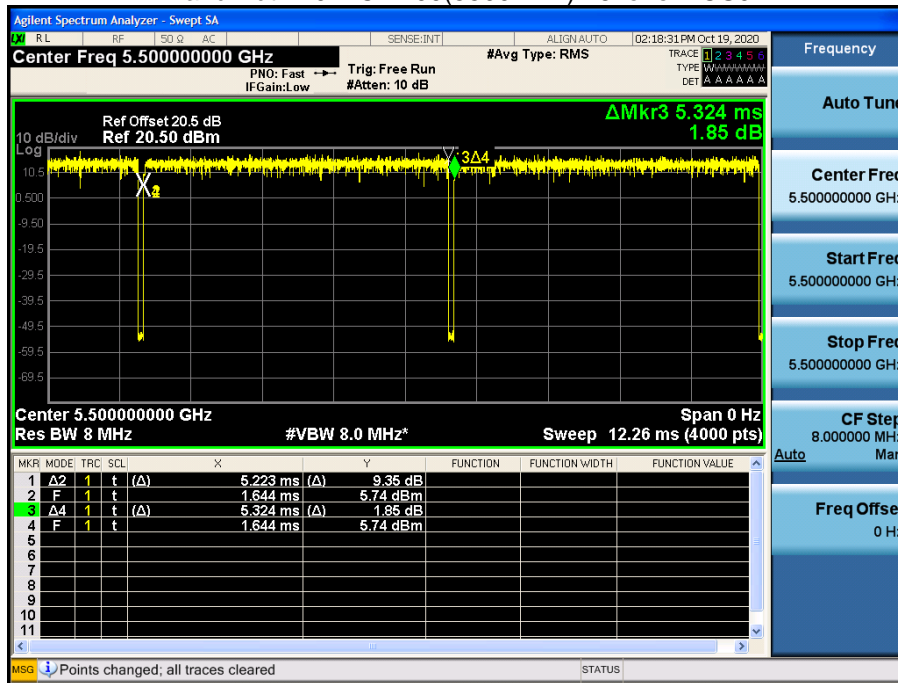 Agilent Spectrum Analyzer - Swept SA
LXI RL RF 50 Ω AC SENSE:INT ALIGNAUTO 02:18:31 PM Oct 19, 2020
Center Freq 5.500000000 GHz
PNO: Fast Trig: Free Run
IFGain:Low #Atten: 10 dB
#Avg Type: RMS
TRACE 1 2 3 4 5 6
TYPE W W W W W W
DET A A A A A A
Frequency
Auto Tune
ΔMkr3 5.324 ms
1.85 dB
Ref Offset 20.5 dB
10 dB/div Ref 20.50 dBm
Log
10.5
0.500
-9.50
-19.5
-29.5
-39.5
-49.5
-59.5
-69.5
3Δ4
Center Freq
5.500000000 GHz
Start Freq
5.500000000 GHz
Stop Freq
5.500000000 GHz
CF Step
8.000000 MHz
Auto Man
Freq Offset
0 Hz
Center 5.500000000 GHz Span 0 Hz
Res BW 8 MHz #VBW 8.0 MHz* Sweep 12.26 ms (4000 pts)
MKR MODE TRC SCL X Y FUNCTION FUNCTION WIDTH FUNCTION VALUE
1 Δ2 1 t (Δ) 5.223 ms (Δ) 9.35 dB
2 F 1 t 1.644 ms 5.74 dBm
3 Δ4 1 t (Δ) 5.324 ms (Δ) 1.85 dB
4 F 1 t 1.644 ms 5.74 dBm
5
6
7
8
9
10
11
MSG Points changed; all traces cleared STATUS